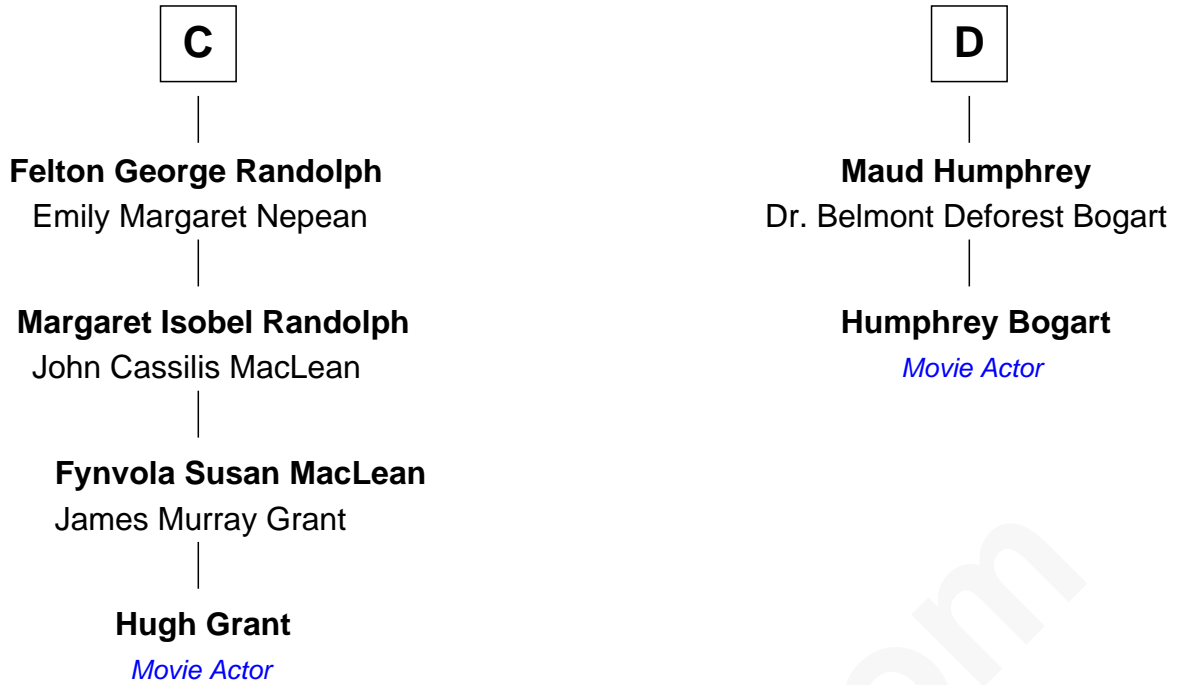 C
Felton George Randolph
Emily Margaret Nepean
Margaret Isobel Randolph
John Cassilis MacLean
Fynvola Susan MacLean
James Murray Grant
Hugh Grant
Movie Actor
D
Maud Humphrey
Dr. Belmont Deforest Bogart
Humphrey Bogart
Movie Actor
om